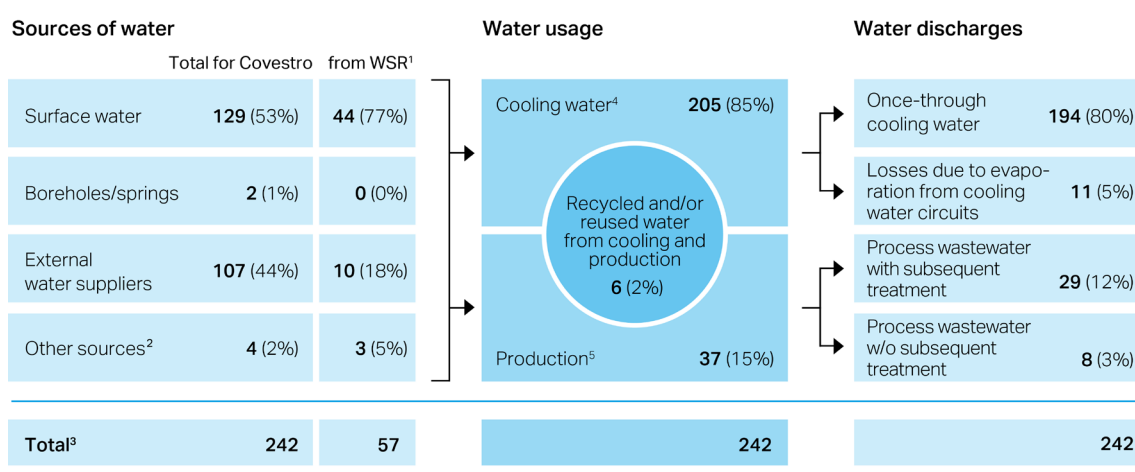 Sources of water
Total for Covestro from WSR¹
Surface water 129 (53%) 44 (77%)
Boreholes/springs 2 (1%) 0 (0%)
External
water suppliers 107 (44%) 10 (18%)
Other sources² 4 (2%) 3 (5%)
Total³ 242 57
Water usage
Cooling water⁴ 205 (85%)
Recycled and/or
reused water
from cooling and
production
6 (2%)
Production⁵ 37 (15%)
242
Water discharges
Once-through
cooling water 194 (80%)
Losses due to evapo-
ration from cooling
water circuits 11 (5%)
Process wastewater
with subsequent
treatment 29 (12%)
Process wastewater
w/o subsequent
treatment 8 (3%)
242